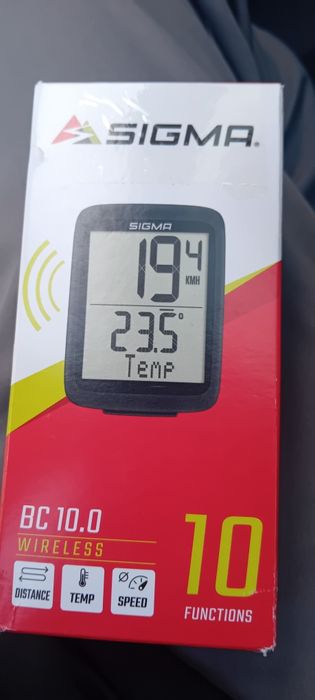 SIGMA.
SIGMA
19 4
KMH
23.5°
Temp
BC 10.0
WIRELESS
10
FUNCTIONS
DISTANCE
TEMP
SPEED